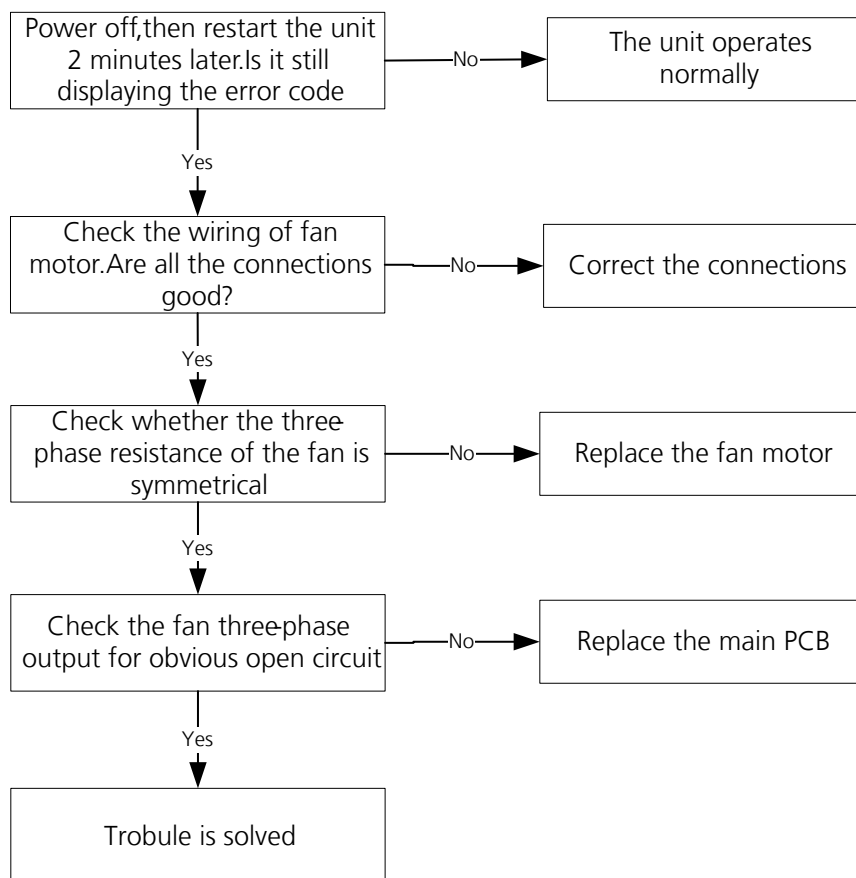 Power off,then restart the unit
2 minutes later.Is it still
displaying the error code
No
The unit operates
normally
Yes
Check the wiring of fan
motor.Are all the connections
good?
No
Correct the connections
Yes
Check whether the three-
phase resistance of the fan is
symmetrical
No
Replace the fan motor
Yes
Check the fan three-phase
output for obvious open circuit
No
Replace the main PCB
Yes
Trobule is solved